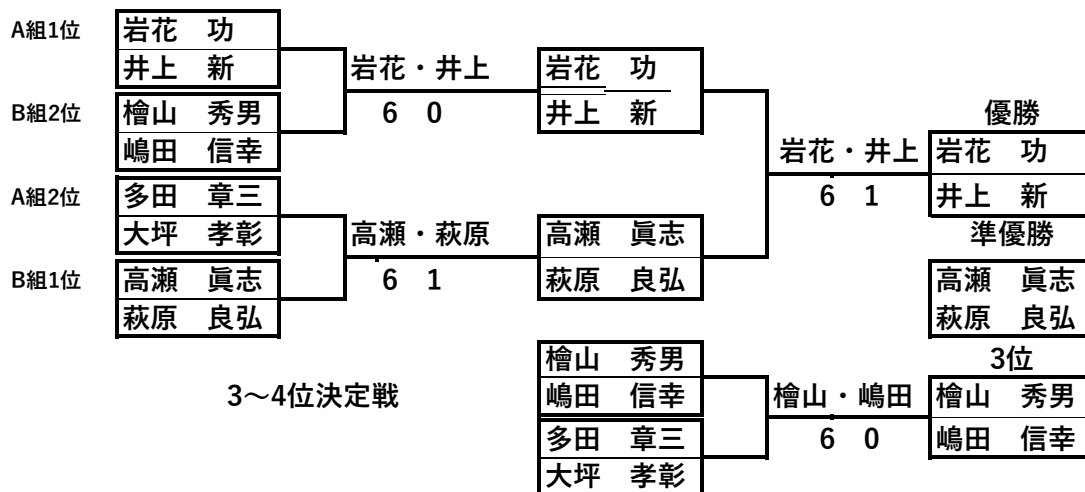 A組1位
岩花 功
井上 新
B組2位
檜山 秀男
嶋田 信幸
A組2位
多田 章三
大坪 孝彰
B組1位
高瀬 眞志
萩原 良弘
岩花・井上
6 0
高瀬・萩原
6 1
岩花 功
井上 新
高瀬 眞志
萩原 良弘
岩花・井上
6 1
優勝
岩花 功
井上 新
準優勝
高瀬 眞志
萩原 良弘
3~4位決定戦
檜山 秀男
嶋田 信幸
多田 章三
大坪 孝彰
檜山・嶋田
6 0
3位
檜山 秀男
嶋田 信幸